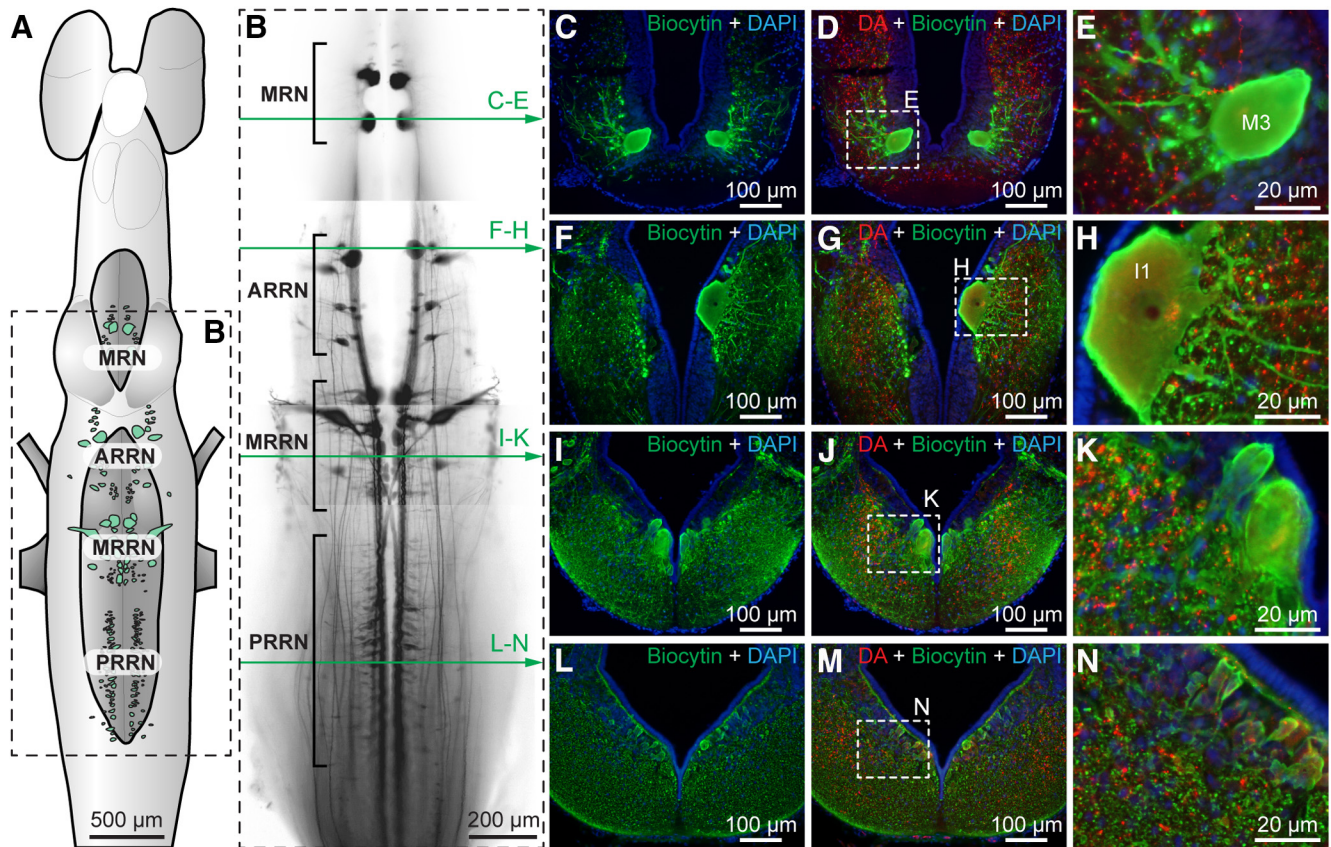 A
B
MRN
ARRN
MRRN
PRRN
500 µm
B
MRN
C-E
F-H
ARRN
MRRN
I-K
PRRN
L-N
200 µm
C
Biocytin + DAPI
100 µm
D
DA + Biocytin + DAPI
E
100 µm
E
M3
20 µm
F
Biocytin + DAPI
100 µm
G
DA + Biocytin + DAPI
H
100 µm
H
I1
20 µm
I
Biocytin + DAPI
100 µm
J
DA + Biocytin + DAPI
K
100 µm
K
20 µm
L
Biocytin + DAPI
100 µm
M
DA + Biocytin + DAPI
N
100 µm
N
20 µm